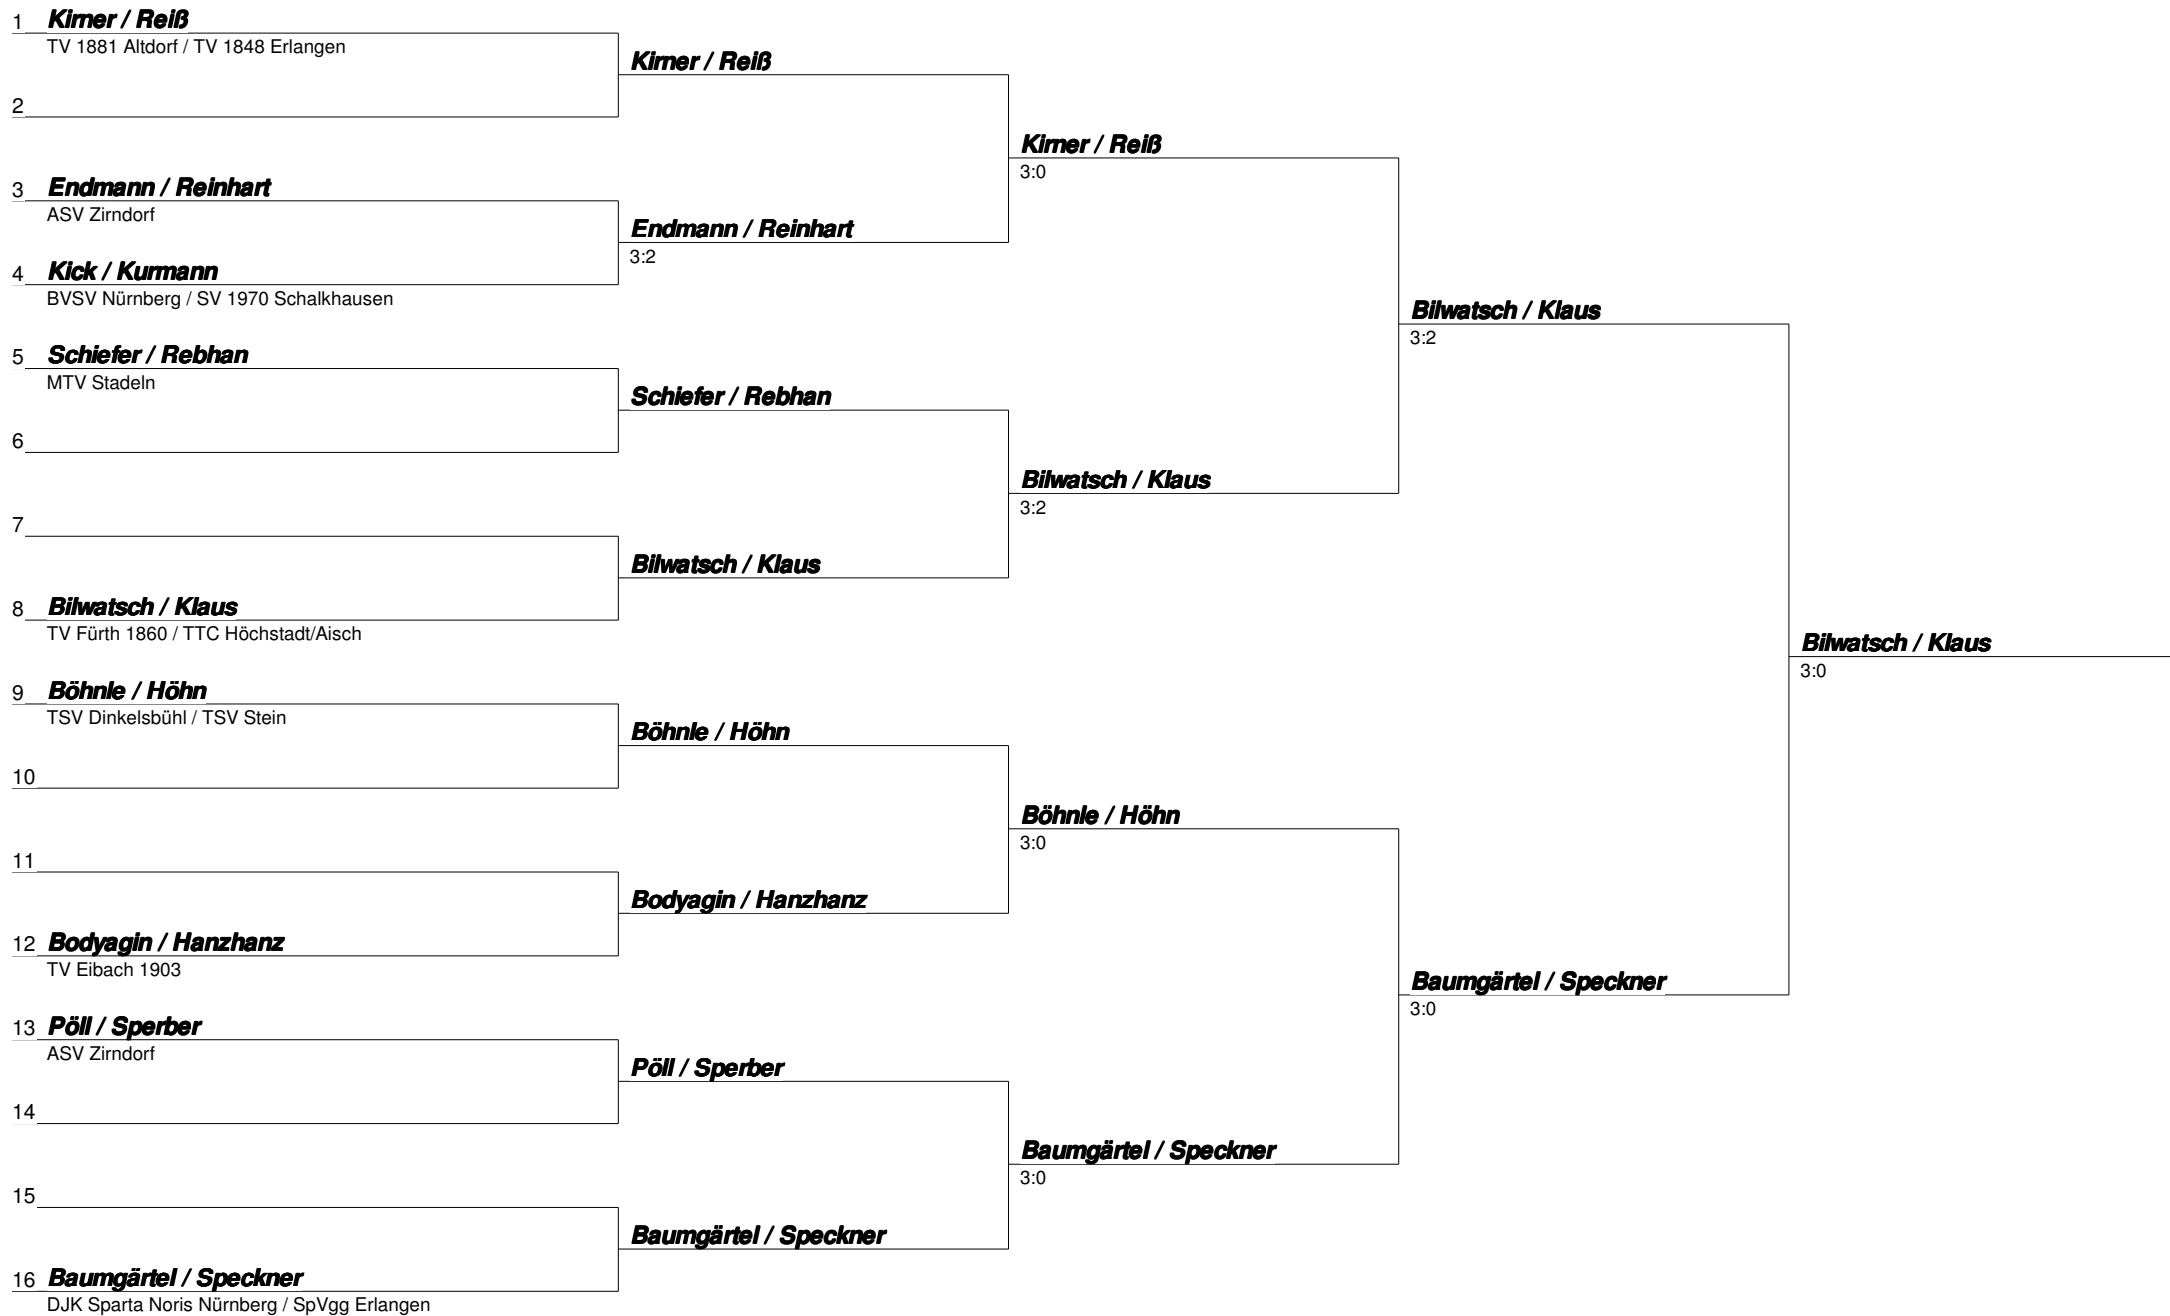 1 Kirner / Reiß
TV 1881 Altdorf / TV 1848 Erlangen
Kirner / Reiß
2
Kirner / Reiß
3:0
3 Endmann / Reinhart
ASV Zirndorf
Endmann / Reinhart
3:2
4 Kick / Kurmann
BVSV Nürnberg / SV 1970 Schalkhausen
Bilwatsch / Klaus
3:2
5 Schiefer / Rebhan
MTV Stadeln
Schiefer / Rebhan
6
Bilwatsch / Klaus
3:2
7
Bilwatsch / Klaus
8 Bilwatsch / Klaus
TV Fürth 1860 / TTC Höchstadt/Aisch
Bilwatsch / Klaus
3:0
9 Böhnle / Höhn
TSV Dinkelsbühl / TSV Stein
Böhnle / Höhn
10
Böhnle / Höhn
3:0
11
Bodyagin / Hanzhanz
12 Bodyagin / Hanzhanz
TV Eibach 1903
Baumgärtel / Speckner
3:0
13 Pöll / Sperber
ASV Zirndorf
Pöll / Sperber
14
Baumgärtel / Speckner
3:0
15
Baumgärtel / Speckner
16 Baumgärtel / Speckner
DJK Sparta Noris Nürnberg / SpVgg Erlangen